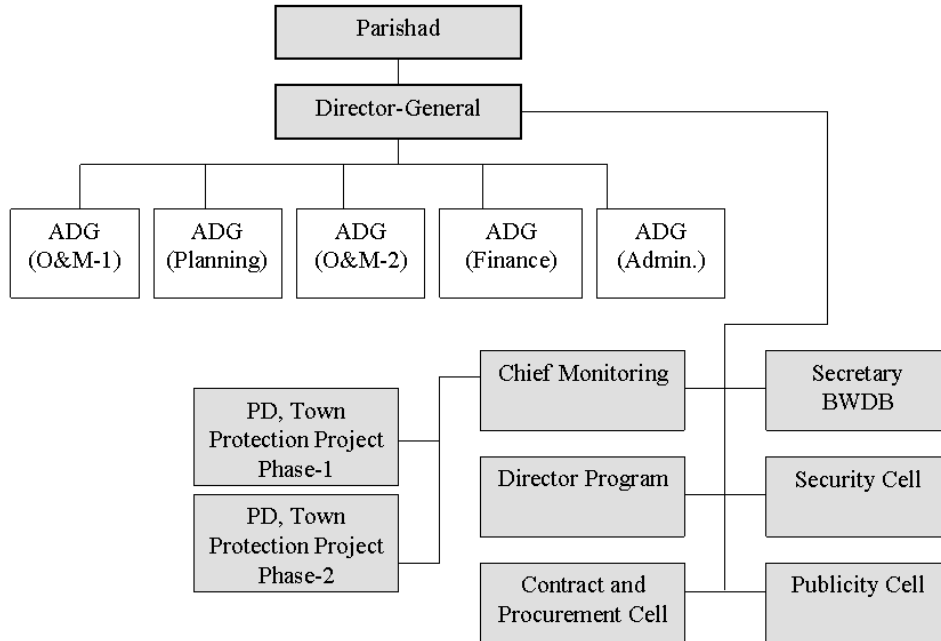 Parishad
Director-General
ADG
(O&M-1)
ADG
(Planning)
ADG
(O&M-2)
ADG
(Finance)
ADG
(Admin.)
Chief Monitoring
Secretary
BWDB
PD, Town
Protection Project
Phase-1
Director Program
Security Cell
PD, Town
Protection Project
Phase-2
Contract and
Procurement Cell
Publicity Cell